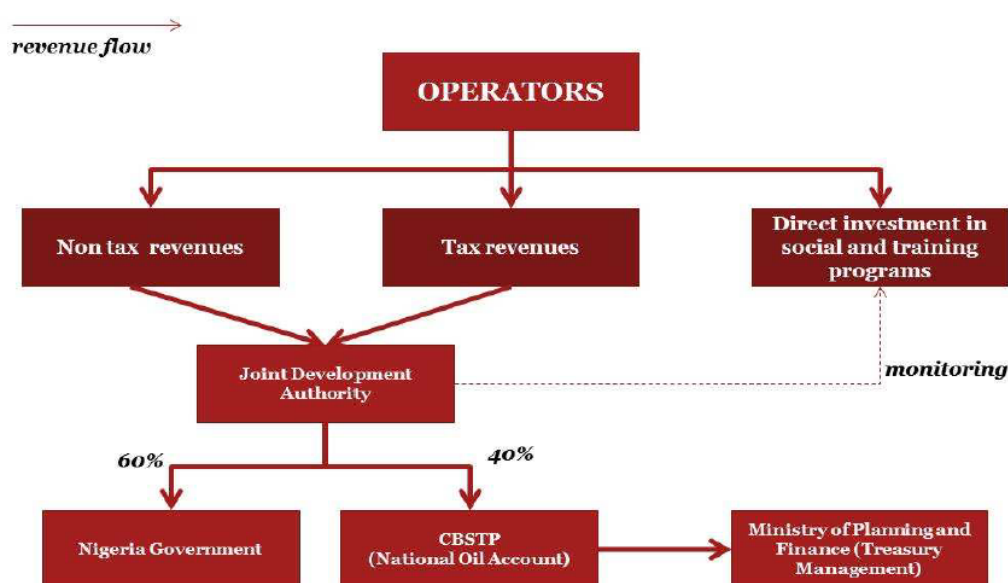 revenue flow
OPERATORS
Non tax revenues
Tax revenues
Direct investment in
social and training
programs
Joint Development
Authority
monitoring
60%
40%
Nigeria Government
CBSTP
(National Oil Account)
Ministry of Planning and
Finance (Treasury
Management)